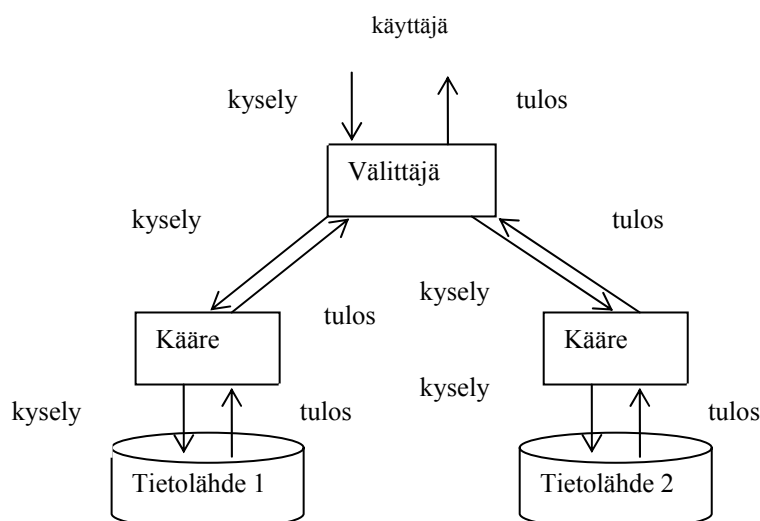 käyttäjä
kysely
tulos
Välittäjä
kysely
tulos
kysely
tulos
Kääre
Kääre
kysely
kysely
tulos
tulos
Tietolähde 1
Tietolähde 2